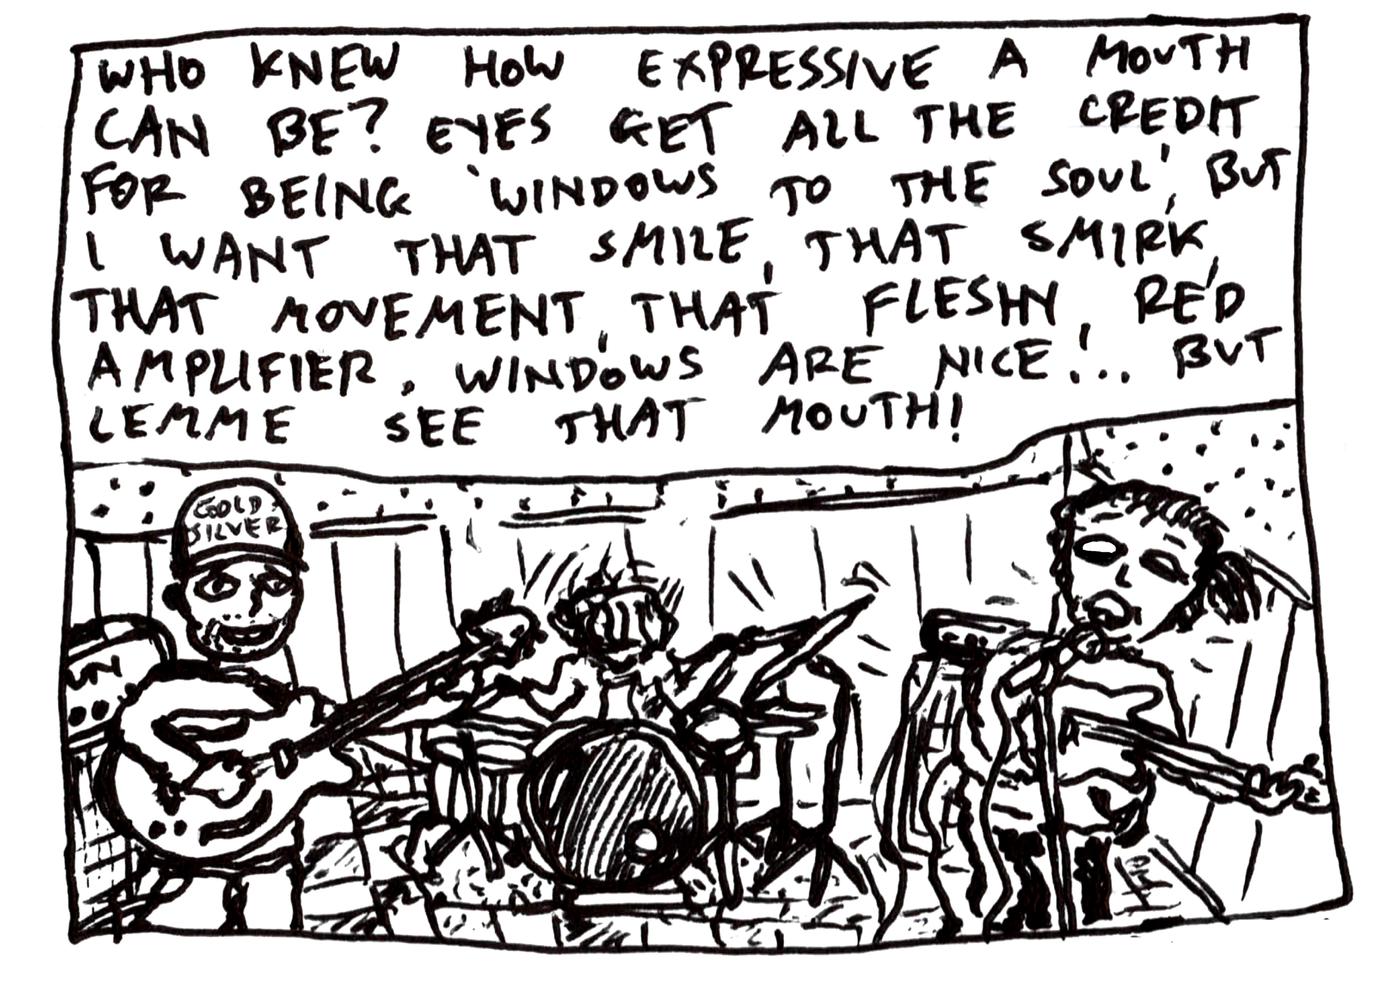 WHO KNEW HOW EXPRESSIVE A MOUTH
CAN BE? EYES GET ALL THE CREDIT
FOR BEING 'WINDOWS TO THE SOUL', BUT
I WANT THAT SMILE, THAT SMIRK,
THAT MOVEMENT, THAT FLESHY, RED
AMPLIFIER. WINDOWS ARE NICE!.. BUT
LEMME SEE THAT MOUTH!
GOLD
SILVER